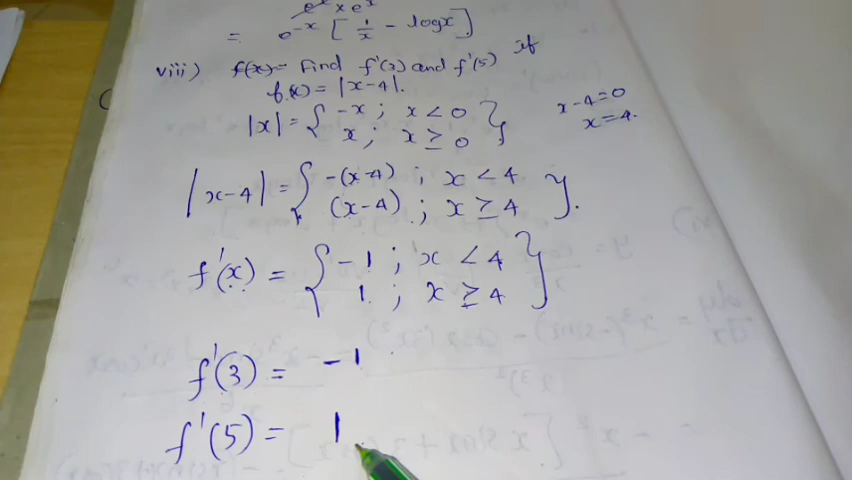 e^x × e^x
= e^-x [ 1/x - logx ]
viii) f(x)= Find f'(3) and f'(5) if
f(x) = |x-4|.
|x| = { -x ; x < 0
x ; x ≥ 0 }
x-4=0
x=4.
|x-4| = { -(x-4) ; x < 4
(x-4) ; x ≥ 4 }.
f'(x) = { -1 ; x < 4
1 ; x ≥ 4 }
f'(3) = -1
f'(5) = 1